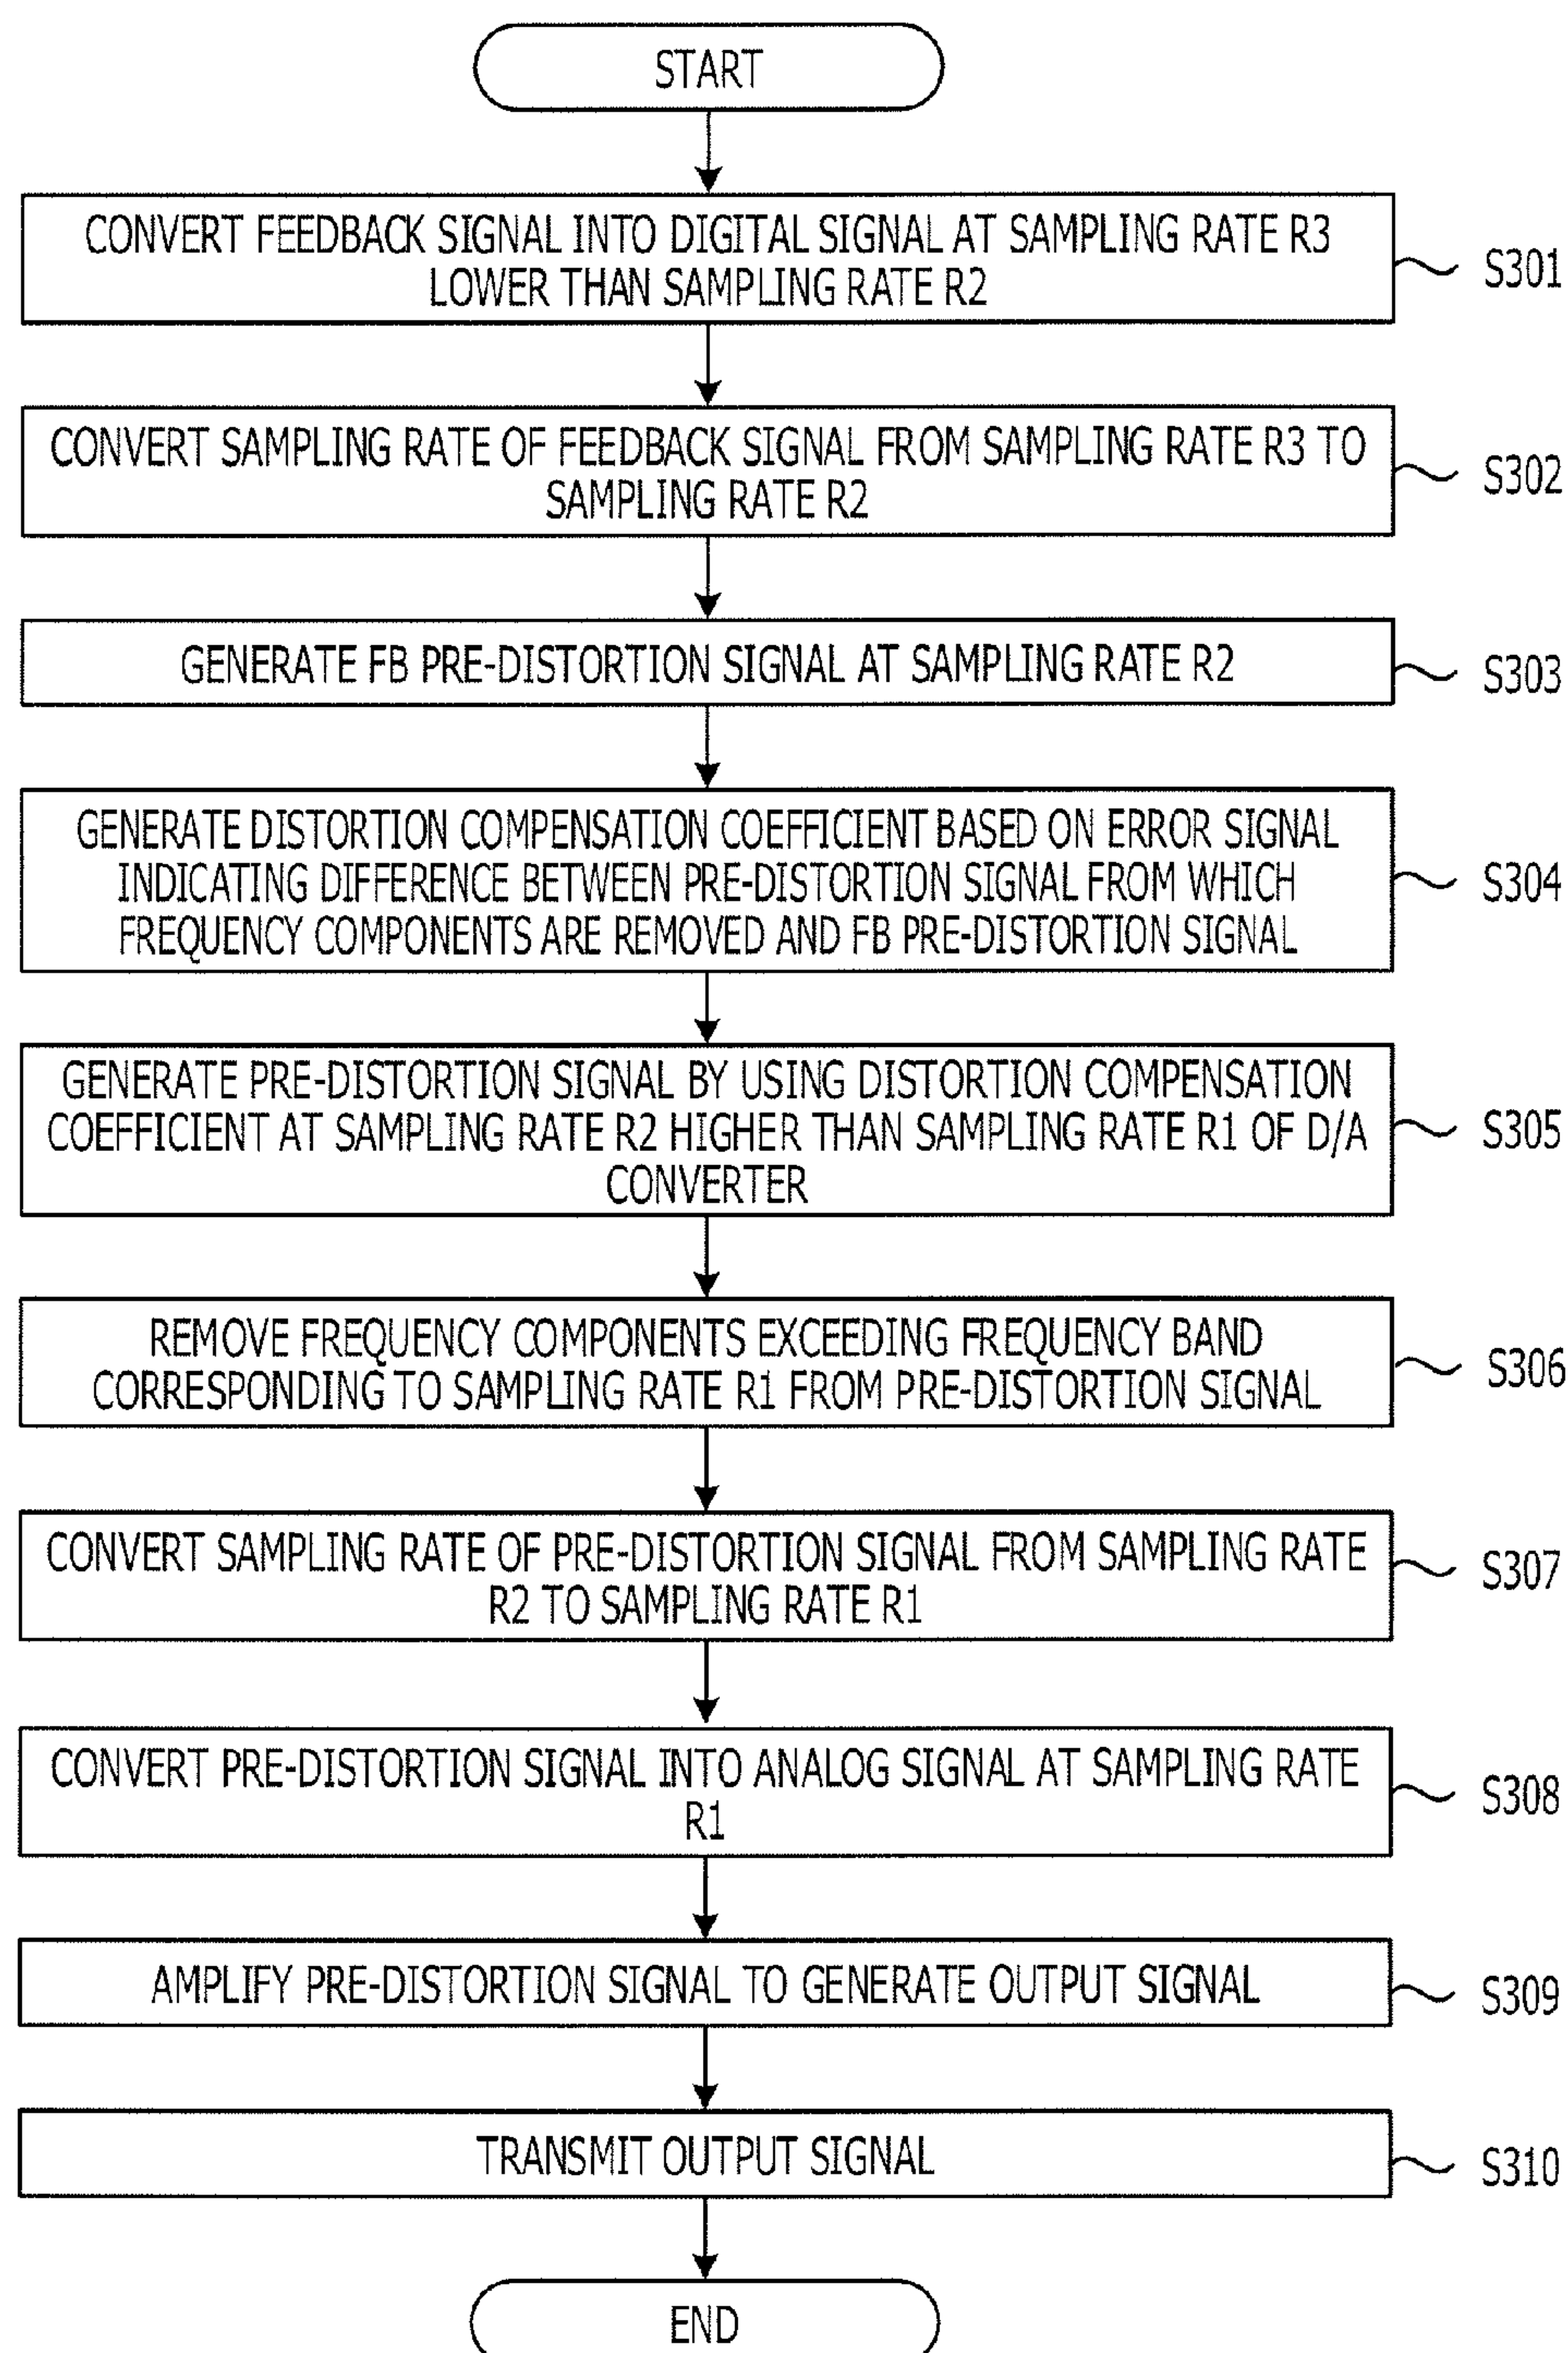 START
CONVERT FEEDBACK SIGNAL INTO DIGITAL SIGNAL AT SAMPLING RATE R3
LOWER THAN SAMPLING RATE R2
S301
CONVERT SAMPLING RATE OF FEEDBACK SIGNAL FROM SAMPLING RATE R3 TO
SAMPLING RATE R2
S302
GENERATE FB PRE-DISTORTION SIGNAL AT SAMPLING RATE R2
S303
GENERATE DISTORTION COMPENSATION COEFFICIENT BASED ON ERROR SIGNAL
INDICATING DIFFERENCE BETWEEN PRE-DISTORTION SIGNAL FROM WHICH
FREQUENCY COMPONENTS ARE REMOVED AND FB PRE-DISTORTION SIGNAL
S304
GENERATE PRE-DISTORTION SIGNAL BY USING DISTORTION COMPENSATION
COEFFICIENT AT SAMPLING RATE R2 HIGHER THAN SAMPLING RATE R1 OF D/A
CONVERTER
S305
REMOVE FREQUENCY COMPONENTS EXCEEDING FREQUENCY BAND
CORRESPONDING TO SAMPLING RATE R1 FROM PRE-DISTORTION SIGNAL
S306
CONVERT SAMPLING RATE OF PRE-DISTORTION SIGNAL FROM SAMPLING RATE
R2 TO SAMPLING RATE R1
S307
CONVERT PRE-DISTORTION SIGNAL INTO ANALOG SIGNAL AT SAMPLING RATE
R1
S308
AMPLIFY PRE-DISTORTION SIGNAL TO GENERATE OUTPUT SIGNAL
S309
TRANSMIT OUTPUT SIGNAL
S310
END